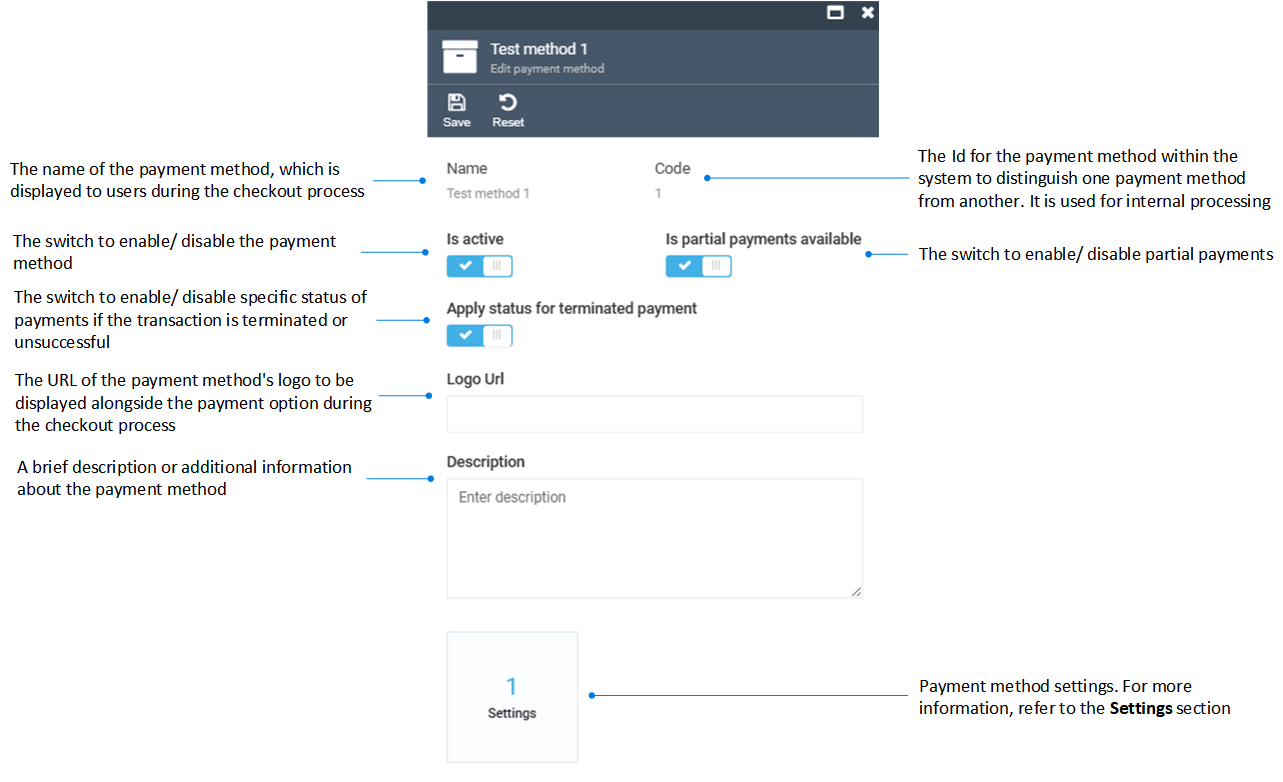 Test method 1
Edit payment method
Save
Reset
The name of the payment method, which is
displayed to users during the checkout process
Name
Test method 1
Code
1
The Id for the payment method within the
system to distinguish one payment method
from another. It is used for internal processing
The switch to enable/ disable the payment
method
Is active
Is partial payments available
The switch to enable/ disable partial payments
The switch to enable/ disable specific status of
payments if the transaction is terminated or
unsuccessful
Apply status for terminated payment
The URL of the payment method's logo to be
displayed alongside the payment option during
the checkout process
Logo Url
A brief description or additional information
about the payment method
Description
Enter description
1
Settings
Payment method settings. For more
information, refer to the Settings section